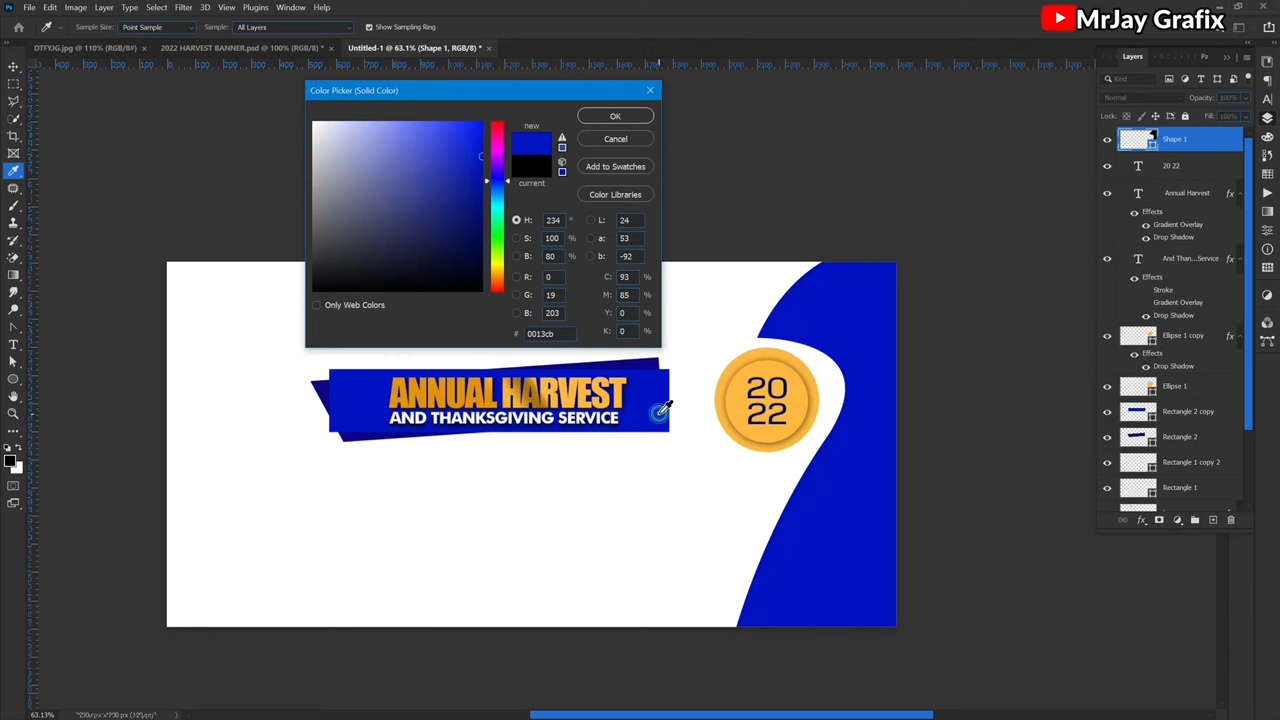 File Edit Image Layer Type Select Filter 3D View Plugins Window Help
Sample Size: Point Sample Sample: All Layers Show Sampling Ring
MrJay Grafix
DTFYJG.jpg @ 110% (RGB/8#) × 2022 HARVEST BANNER.psd @ 100% (RGB/8) * × Untitled-1 @ 63.1% (Shape 1, RGB/8) * ×
Color Picker (Solid Color)
new
current
OK
Cancel
Add to Swatches
Color Libraries
H: 234 ° L: 24
S: 100 % a: 53
B: 80 % b: -92
R: 0 C: 93 %
G: 19 M: 85 %
B: 203 Y: 0 %
# 0013cb K: 0 %
Only Web Colors
ANNUAL HARVEST
AND THANKSGIVING SERVICE
20
22
Layers
Kind
Normal Opacity: 100%
Lock: Fill: 100%
Shape 1
T 20 22
T Annual Harvest fx
Effects
Gradient Overlay
Drop Shadow
T And Than...Service fx
Effects
Stroke
Gradient Overlay
Drop Shadow
Ellipse 1 copy fx
Effects
Drop Shadow
Ellipse 1
Rectangle 2 copy
Rectangle 2
Rectangle 1 copy 2
Rectangle 1
63.13%